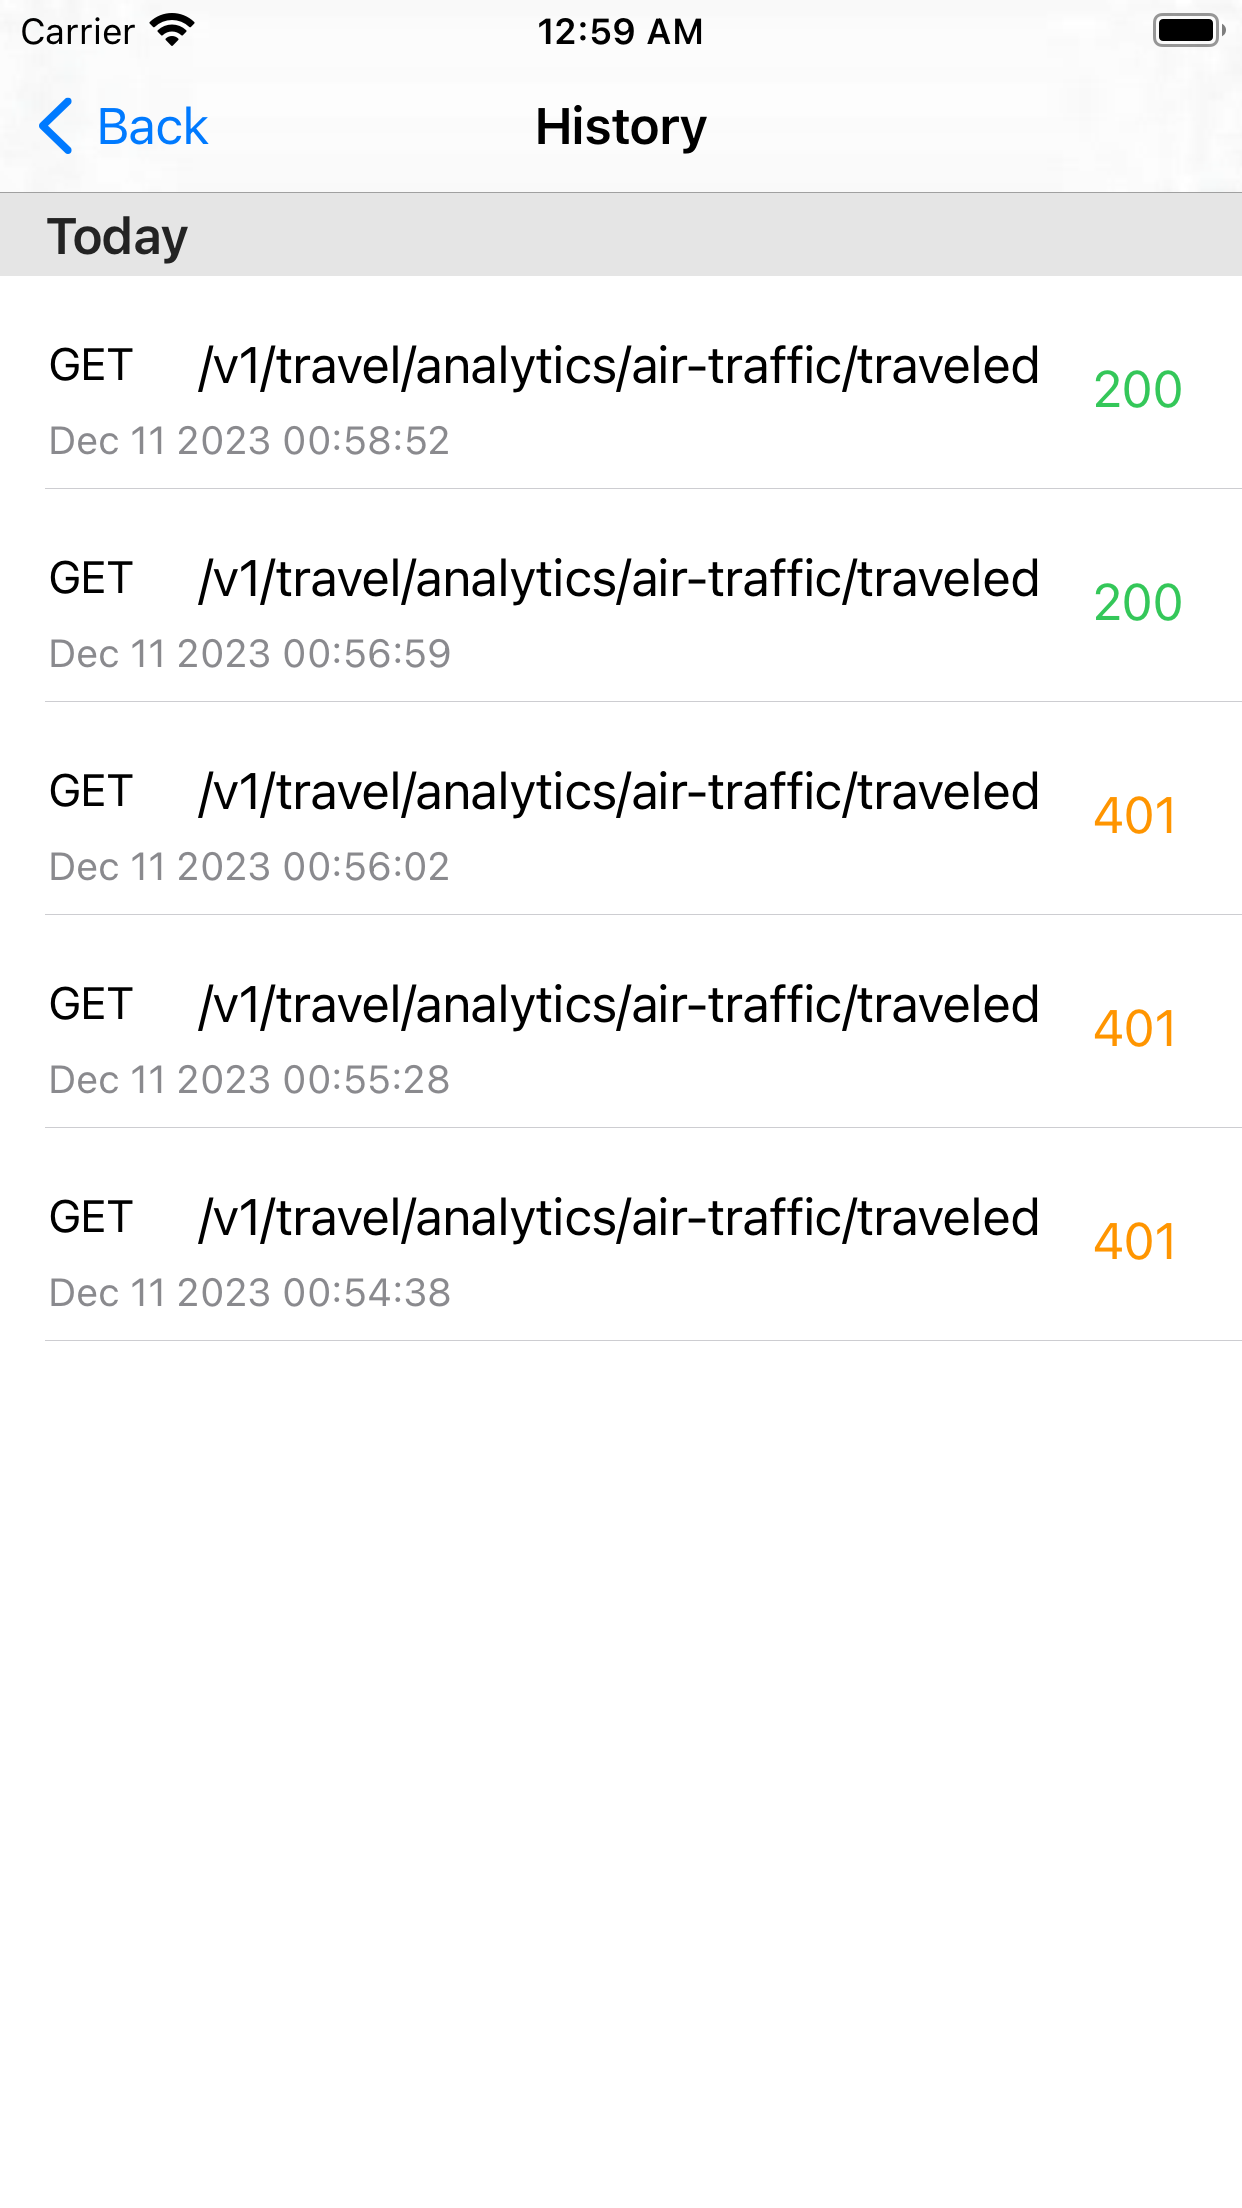 Carrier 12:59 AM
Back History
Today
GET /v1/travel/analytics/air-traffic/traveled 200
Dec 11 2023 00:58:52
GET /v1/travel/analytics/air-traffic/traveled 200
Dec 11 2023 00:56:59
GET /v1/travel/analytics/air-traffic/traveled 401
Dec 11 2023 00:56:02
GET /v1/travel/analytics/air-traffic/traveled 401
Dec 11 2023 00:55:28
GET /v1/travel/analytics/air-traffic/traveled 401
Dec 11 2023 00:54:38